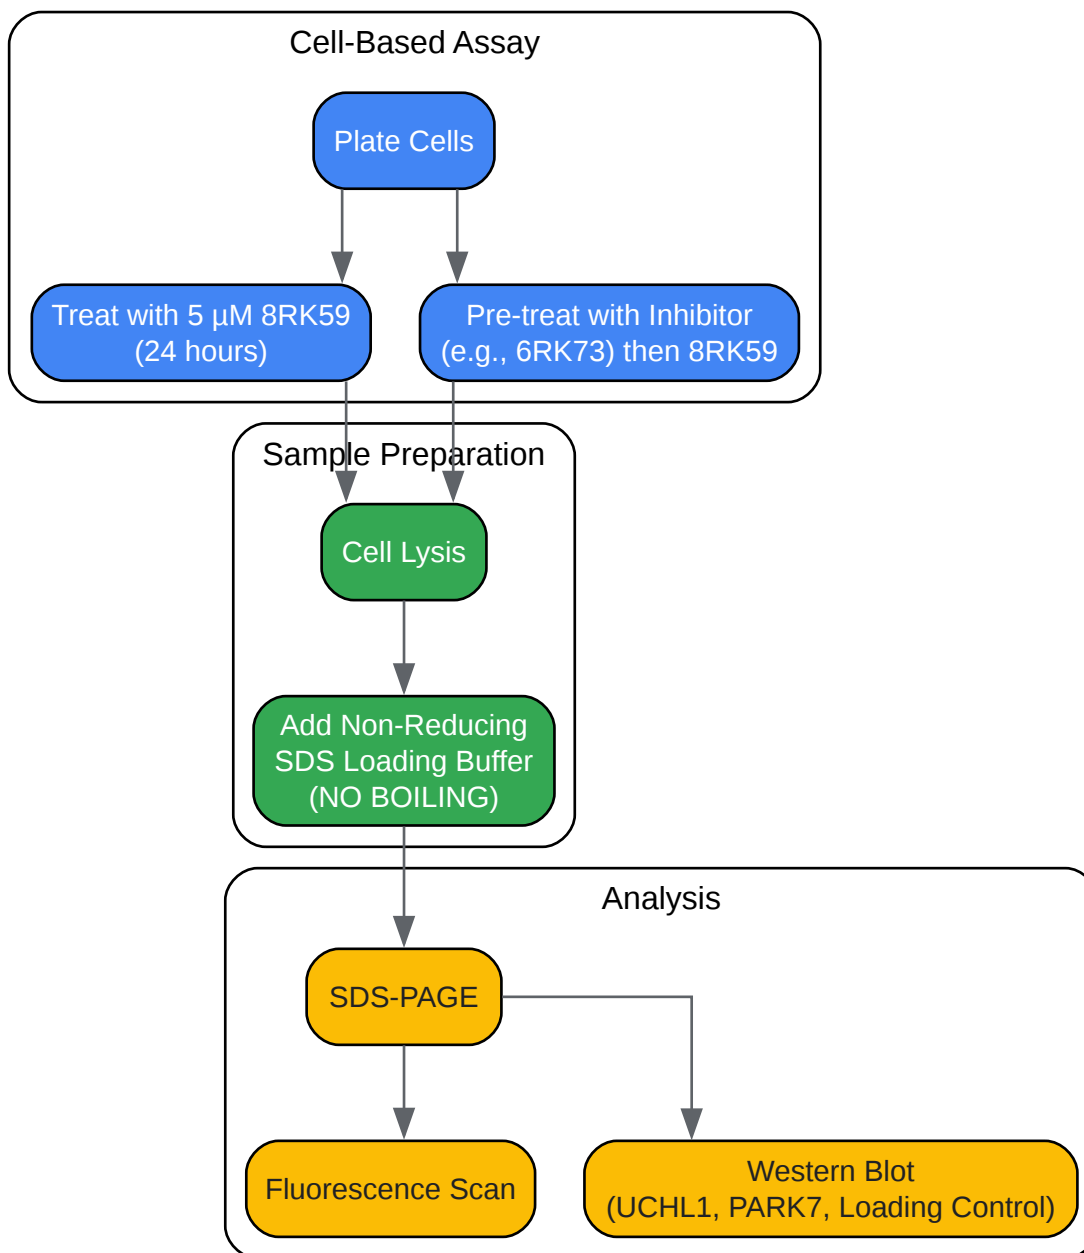 Cell-Based Assay
Plate Cells
Treat with 5 µM 8RK59
(24 hours)
Pre-treat with Inhibitor
(e.g., 6RK73) then 8RK59
Sample Preparation
Cell Lysis
Add Non-Reducing
SDS Loading Buffer
(NO BOILING)
Analysis
SDS-PAGE
Fluorescence Scan
Western Blot
(UCHL1, PARK7, Loading Control)